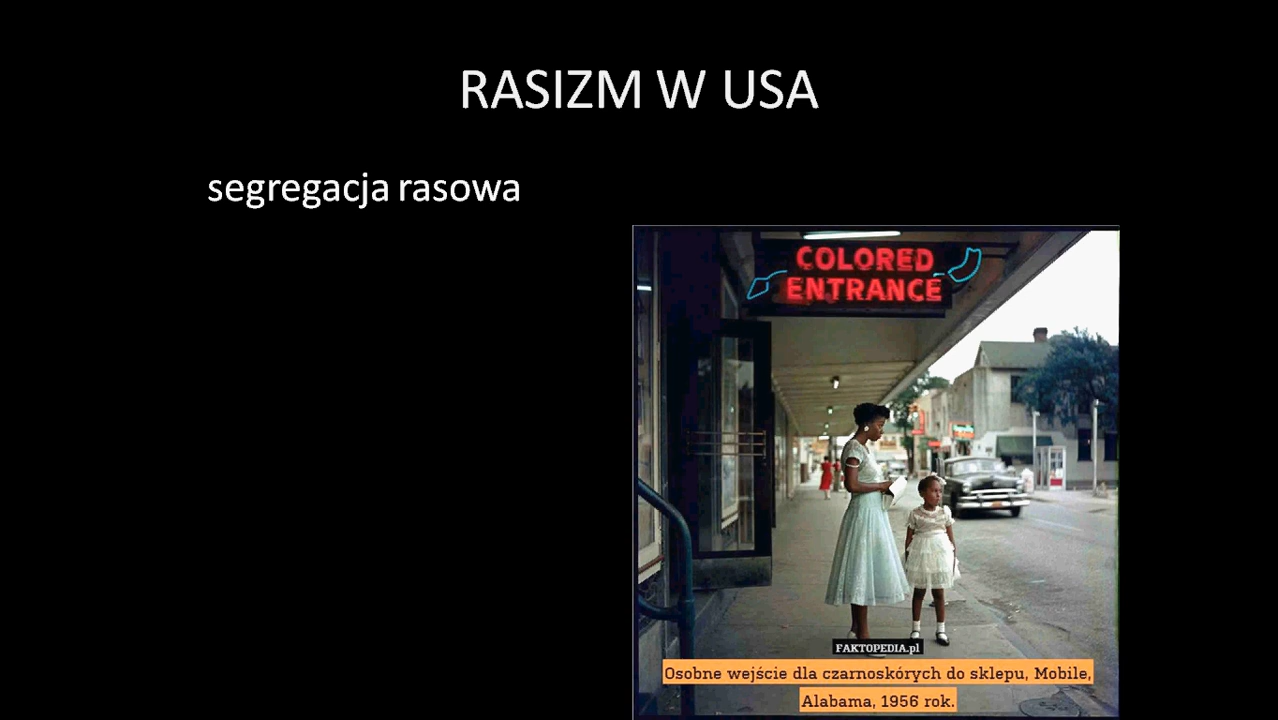 RASIZM W USA
segregacja rasowa
COLORED
ENTRANCE
FAKTOPEDIA.pl
Osobne wejście dla czarnoskórych do sklepu, Mobile,
Alabama, 1956 rok.